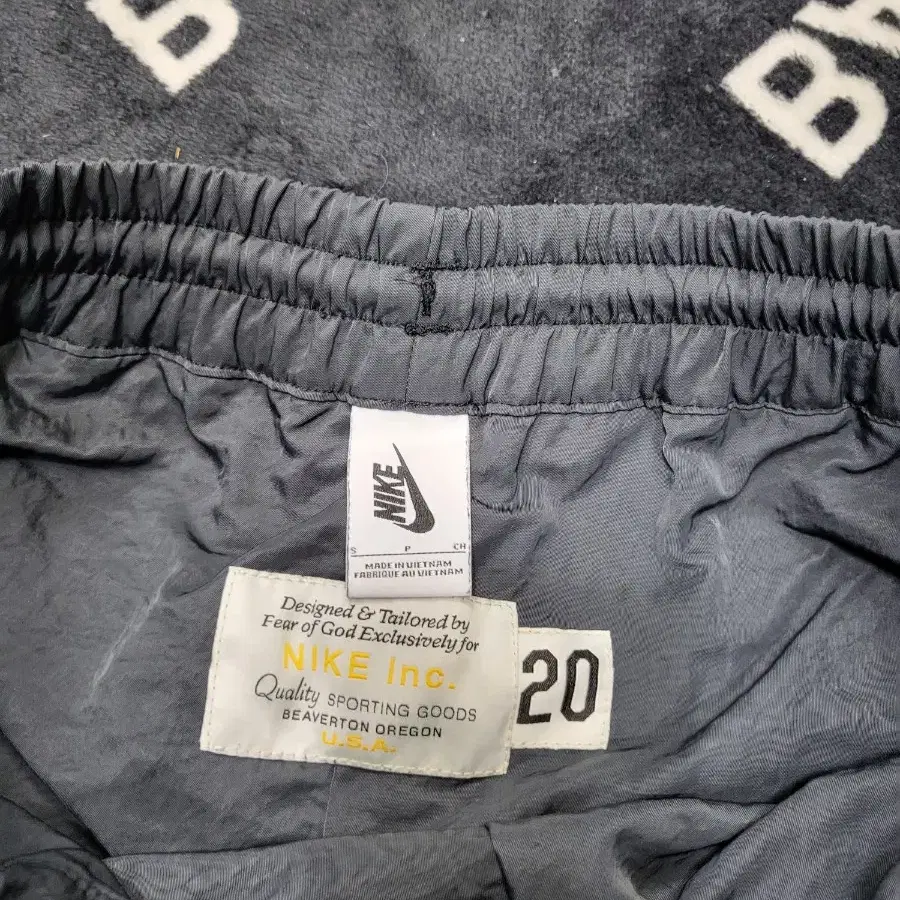 B
BE
NIKE
S P CH
MADE IN VIETNAM
FABRIQUE AU VIETNAM
Designed & Tailored by
Fear of God Exclusively for
NIKE Inc.
Quality SPORTING GOODS
BEAVERTON OREGON
U.S.A.
20